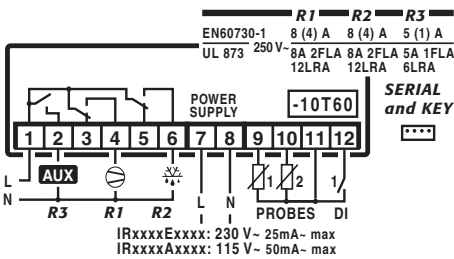 R1 R2 R3
EN60730-1 8 (4) A 8 (4) A 5 (1) A
250 V~
UL 873 8A 2FLA 8A 2FLA 5A 1FLA
12LRA 12LRA 6LRA
POWER
SUPPLY
-10T60
SERIAL
and KEY
1 2 3 4 5 6 7 8 9 10 11 12
L AUX 1 2 1
N
R3 R1 R2 L N PROBES DI
IRxxxxExxxx: 230 V~ 25mA~ max
IRxxxxAxxxx: 115 V~ 50mA~ max